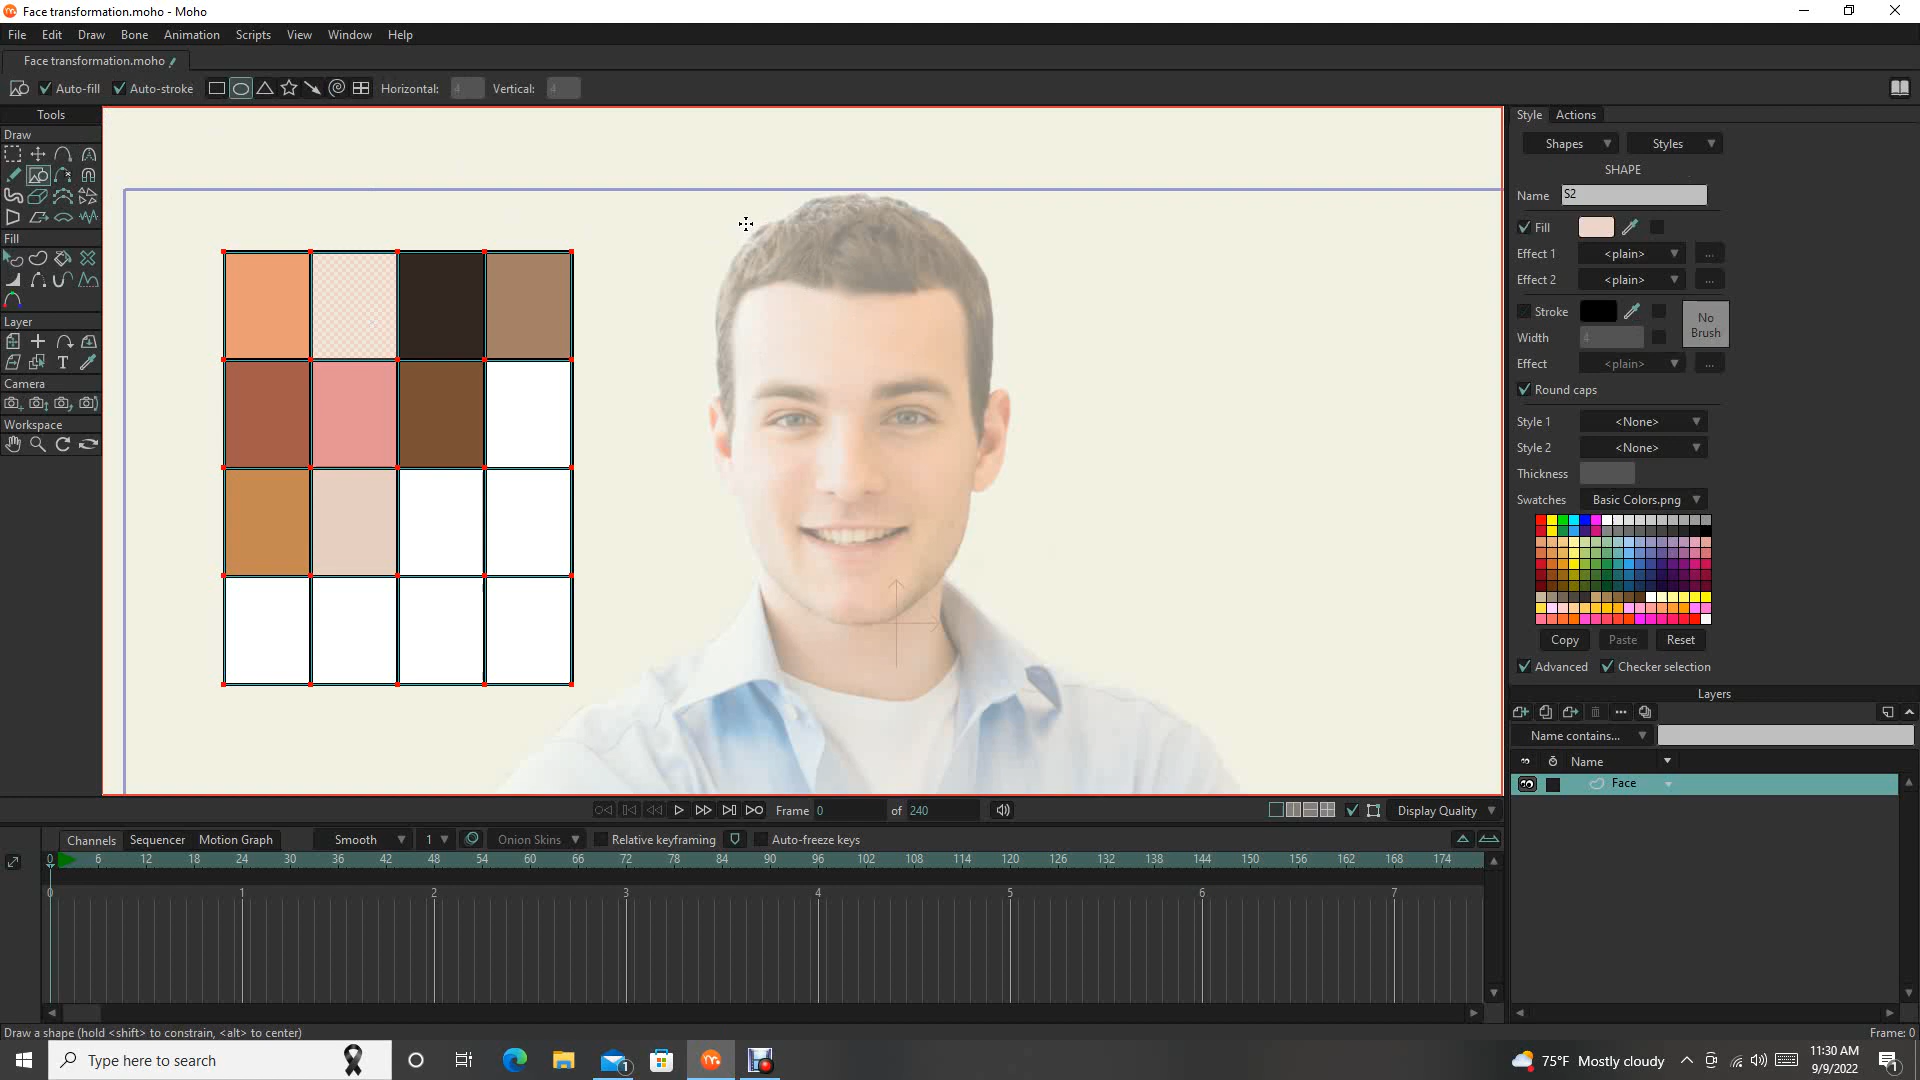 Face transformation.moho - Moho
File Edit Draw Bone Animation Scripts View Window Help
Face transformation.moho
Auto-fill Auto-stroke Horizontal: 4 Vertical: 4
Tools
Draw
Fill
Layer
Camera
Workspace
Style Actions
Shapes Styles
SHAPE
Name S2
Fill
Effect 1 <plain> ...
Effect 2 <plain> ...
Stroke No Brush
Width 4
Effect <plain> ...
Round caps
Style 1 <None>
Style 2 <None>
Thickness
Swatches Basic Colors.png
Copy Paste Reset
Advanced Checker selection
Layers
Name contains...
Name
Face
Frame 0 of 240 Display Quality
Channels Sequencer Motion Graph Smooth 1 Onion Skins Relative keyframing Auto-freeze keys
0 6 12 18 24 30 36 42 48 54 60 66 72 78 84 90 96 102 108 114 120 126 132 138 144 150 156 162 168 174
0 1 2 3 4 5 6 7
Draw a shape (hold <shift> to constrain, <alt> to center) Frame: 0
Type here to search 1 75°F Mostly cloudy 11:30 AM
9/9/2022 1